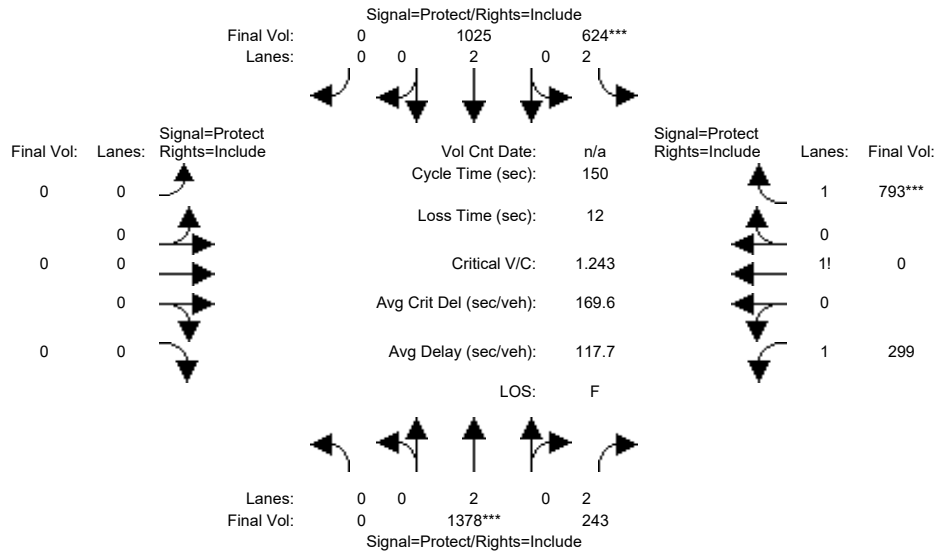 Signal=Protect/Rights=Include
Final Vol: 0 1025 624***
Lanes: 0 0 2 0 2
Signal=Protect
Final Vol: Lanes: Rights=Include
Vol Cnt Date: n/a
Signal=Protect
Rights=Include Lanes: Final Vol:
Cycle Time (sec): 150
0 0
1 793***
Loss Time (sec): 12
0
0
0 0
Critical V/C: 1.243
1! 0
0
Avg Crit Del (sec/veh): 169.6
0
0 0
Avg Delay (sec/veh): 117.7
1 299
LOS: F
Lanes: 0 0 2 0 2
Final Vol: 0 1378*** 243
Signal=Protect/Rights=Include